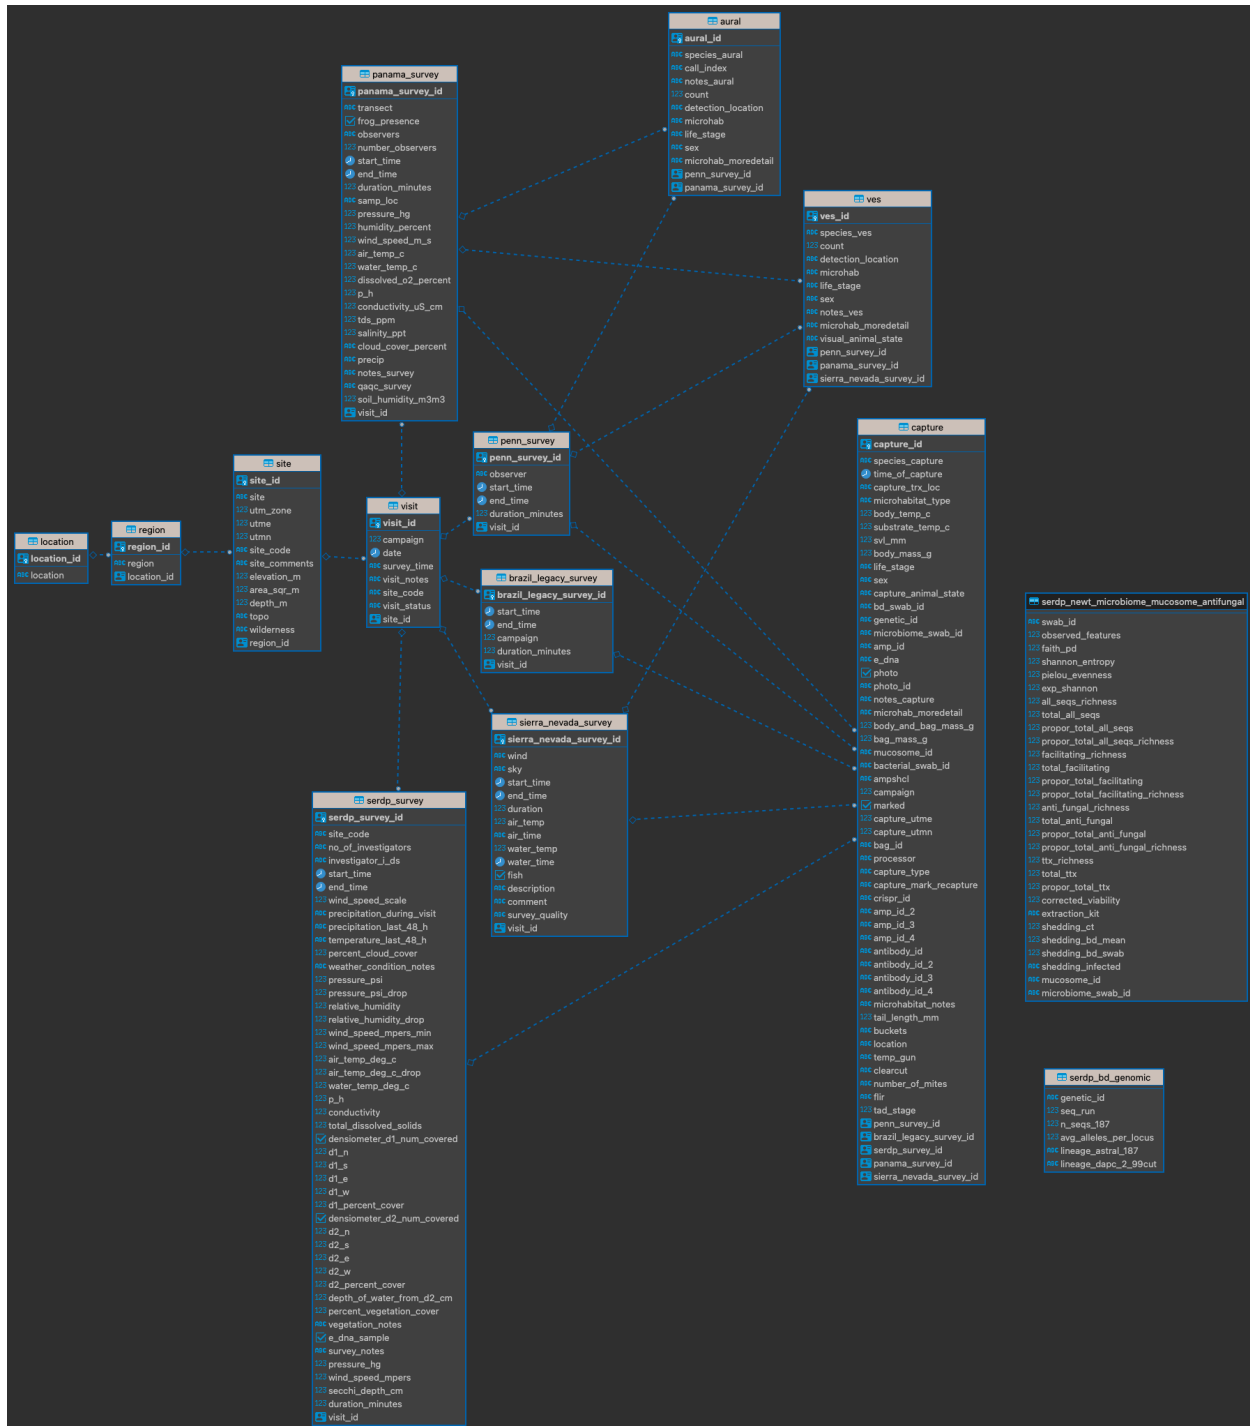 aural
aural_id
species_aural
call_index
notes_aural
count
detection_location
microhab
life_stage
sex
microhab_moredetail
penn_survey_id
panama_survey_id
panama_survey
panama_survey_id
transect
frog_presence
observers
number_observers
start_time
end_time
duration_minutes
samp_loc
pressure_hg
humidity_percent
wind_speed_m_s
air_temp_c
water_temp_c
dissolved_o2_percent
p_h
conductivity_uS_cm
tds_ppm
salinity_ppt
cloud_cover_percent
precip
notes_survey
qaqc_survey
soil_humidity_m3m3
visit_id
ves
ves_id
species_ves
count
detection_location
microhab
life_stage
sex
notes_ves
microhab_moredetail
visual_animal_state
penn_survey_id
panama_survey_id
sierra_nevada_survey_id
penn_survey
penn_survey_id
observer
start_time
end_time
duration_minutes
visit_id
site
site_id
site
utm_zone
utme
utmn
site_code
site_comments
elevation_m
area_sqr_m
depth_m
topo
wilderness
region_id
visit
visit_id
campaign
date
survey_time
visit_notes
site_code
visit_status
site_id
location
location_id
location
region
region_id
region
location_id
brazil_legacy_survey
brazil_legacy_survey_id
start_time
end_time
campaign
duration_minutes
visit_id
sierra_nevada_survey
sierra_nevada_survey_id
wind
sky
start_time
end_time
duration
air_temp
air_time
water_temp
water_time
fish
description
comment
survey_quality
visit_id
serdp_survey
serdp_survey_id
site_code
no_of_investigators
investigator_i_ds
start_time
end_time
wind_speed_scale
precipitation_during_visit
precipitation_last_48_h
temperature_last_48_h
percent_cloud_cover
weather_condition_notes
pressure_psi
pressure_psi_drop
relative_humidity
relative_humidity_drop
wind_speed_mpers_min
wind_speed_mpers_max
air_temp_deg_c
air_temp_deg_c_drop
water_temp_deg_c
p_h
conductivity
total_dissolved_solids
densiometer_d1_num_covered
d1_n
d1_s
d1_e
d1_w
d1_percent_cover
densiometer_d2_num_covered
d2_n
d2_s
d2_e
d2_w
d2_percent_cover
depth_of_water_from_d2_cm
percent_vegetation_cover
vegetation_notes
e_dna_sample
survey_notes
pressure_hg
wind_speed_mpers
secchi_depth_cm
duration_minutes
visit_id
capture
capture_id
species_capture
time_of_capture
capture_trx_loc
microhabitat_type
body_temp_c
substrate_temp_c
svl_mm
body_mass_g
life_stage
sex
capture_animal_state
bd_swab_id
genetic_id
microbiome_swab_id
amp_id
e_dna
photo
photo_id
notes_capture
microhab_moredetail
body_and_bag_mass_g
bag_mass_g
mucosome_id
bacterial_swab_id
ampshcl
campaign
marked
capture_utme
capture_utmn
bag_id
processor
capture_type
capture_mark_recapture
crispr_id
amp_id_2
amp_id_3
amp_id_4
antibody_id
antibody_id_2
antibody_id_3
antibody_id_4
microhabitat_notes
tail_length_mm
buckets
location
temp_gun
clearcut
number_of_mites
flir
tad_stage
penn_survey_id
brazil_legacy_survey_id
serdp_survey_id
panama_survey_id
sierra_nevada_survey_id
serdp_newt_microbiome_mucosome_antifungal
swab_id
observed_features
faith_pd
shannon_entropy
pielou_evenness
exp_shannon
all_seqs_richness
total_all_seqs
propor_total_all_seqs
propor_total_all_seqs_richness
facilitating_richness
total_facilitating
propor_total_facilitating
propor_total_facilitating_richness
anti_fungal_richness
total_anti_fungal
propor_total_anti_fungal
propor_total_anti_fungal_richness
ttx_richness
total_ttx
propor_total_ttx
corrected_viability
extraction_kit
shedding_ct
shedding_bd_mean
shedding_bd_swab
shedding_infected
mucosome_id
microbiome_swab_id
serdp_bd_genomic
genetic_id
seq_run
n_seqs_187
avg_alleles_per_locus
lineage_astral_187
lineage_dapc_2_99cut